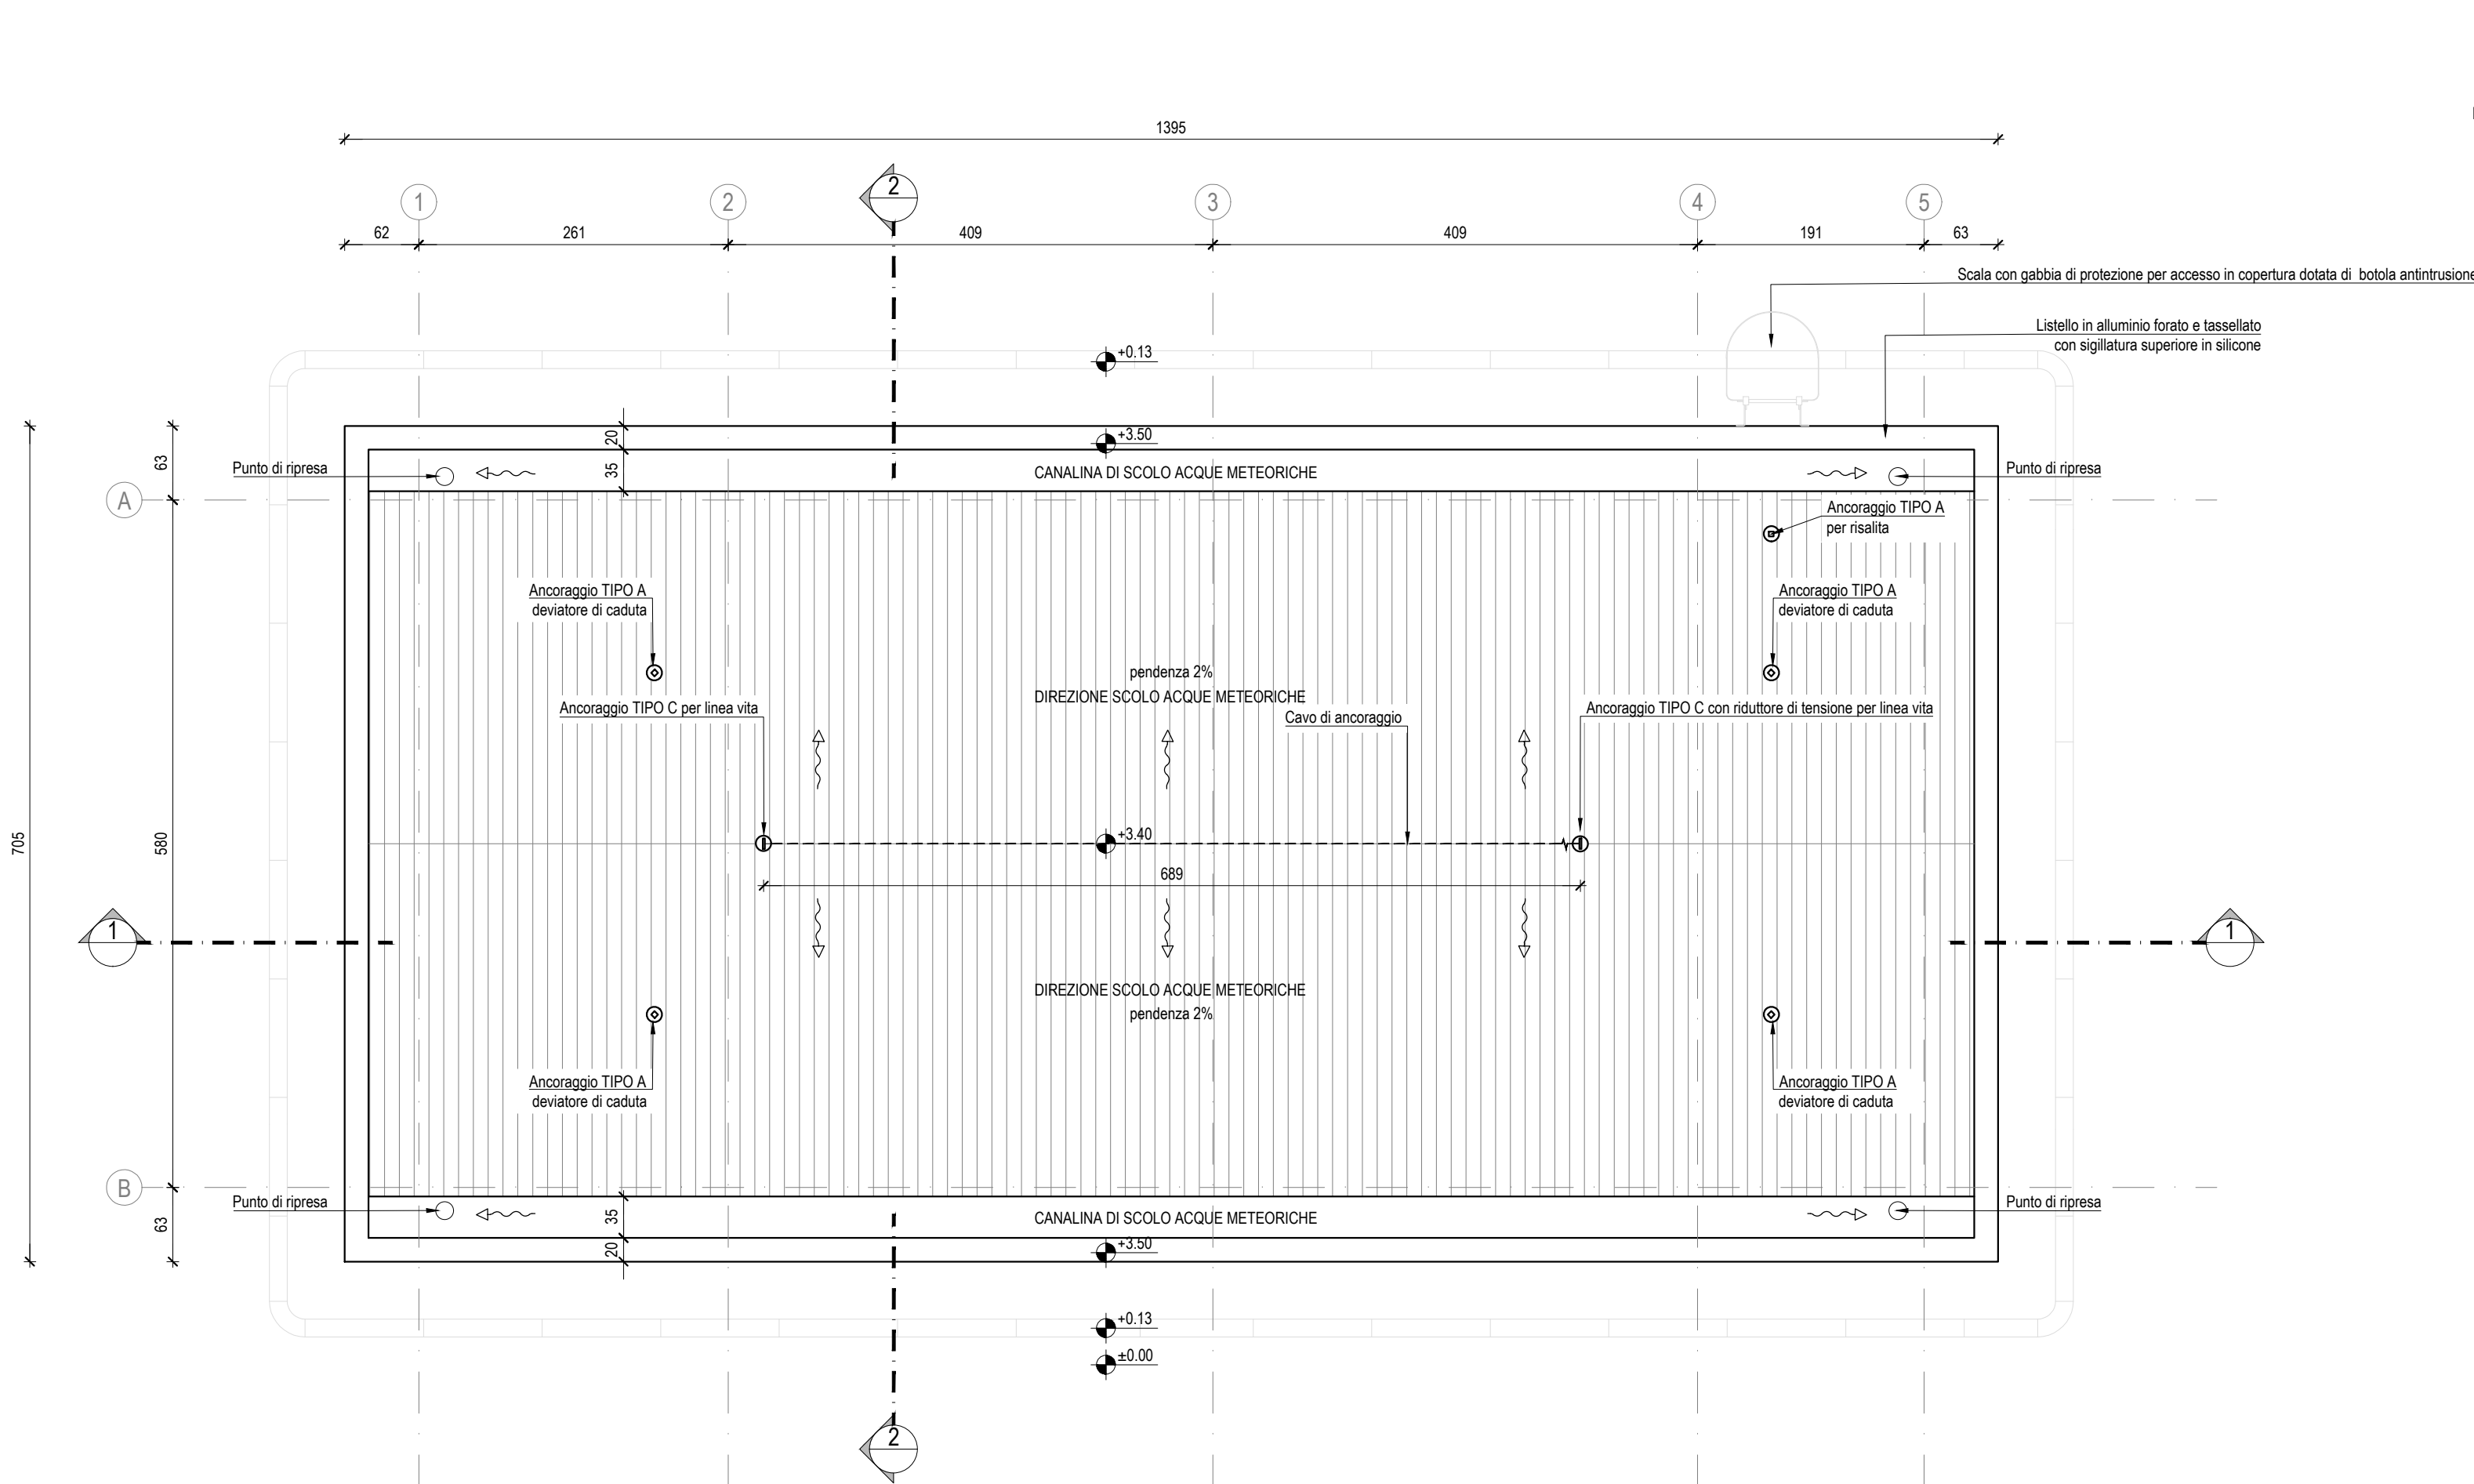 1395
1
2
2
3
4
5
62
261
409
409
191
63
Scala con gabbia di protezione per accesso in copertura dotata di botola antintrusione
Listello in alluminio forato e tassellato
con sigillatura superiore in silicone
+0.13
20
+3.50
63
35
Punto di ripresa
CANALINA DI SCOLO ACQUE METEORICHE
Punto di ripresa
A
Ancoraggio TIPO A
per risalita
Ancoraggio TIPO A
deviatore di caduta
Ancoraggio TIPO A
deviatore di caduta
pendenza 2%
DIREZIONE SCOLO ACQUE METEORICHE
Ancoraggio TIPO C per linea vita
Cavo di ancoraggio
Ancoraggio TIPO C con riduttore di tensione per linea vita
705
580
+3.40
689
1
1
DIREZIONE SCOLO ACQUE METEORICHE
pendenza 2%
Ancoraggio TIPO A
deviatore di caduta
Ancoraggio TIPO A
deviatore di caduta
B
Punto di ripresa
Punto di ripresa
63
35
CANALINA DI SCOLO ACQUE METEORICHE
20
+3.50
+0.13
±0.00
2